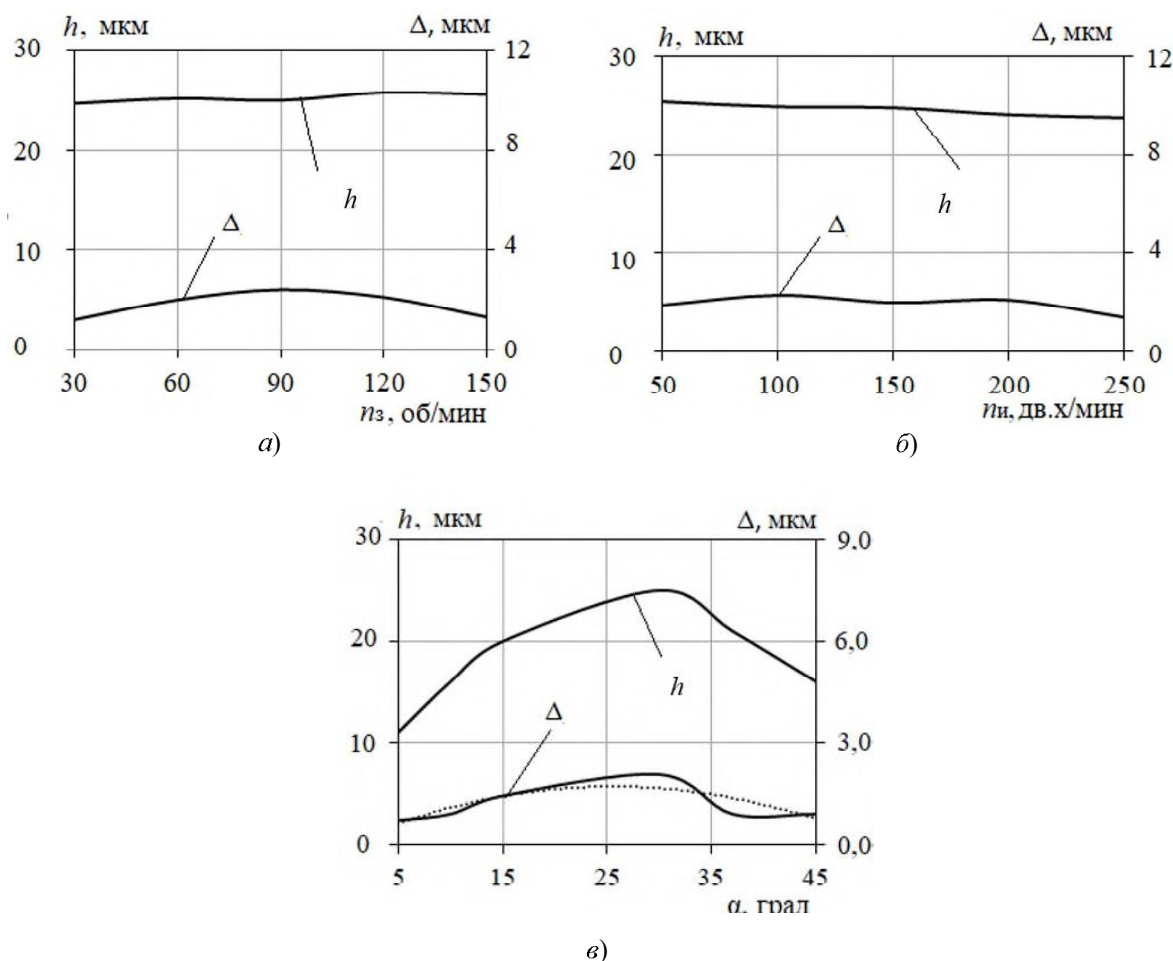 h, мкм
Δ, мкм
30
20
10
0
12
8
4
0
h
Δ
30 60 90 120 150
nз, об/мин
а)
h, мкм
Δ, мкм
30
20
10
0
12
8
4
0
h
Δ
50 100 150 200 250
nи, дв.х/мин
б)
h, мкм
Δ, мкм
30
20
10
0
9,0
6,0
3,0
0,0
h
Δ
5 15 25 35 45
α, град
в)